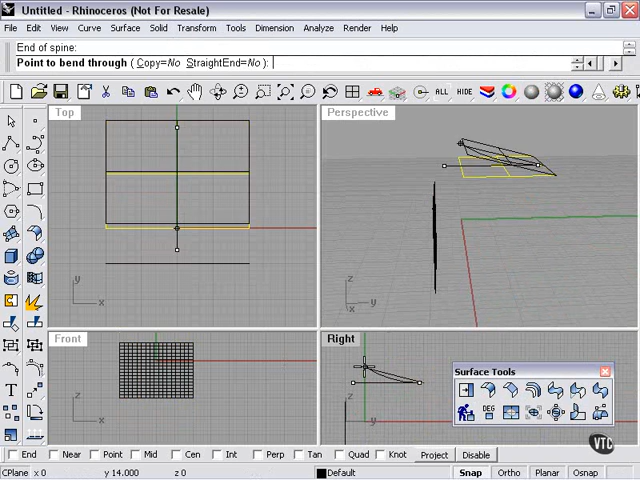 Untitled - Rhinoceros (Not For Resale)
File Edit View Curve Surface Solid Transform Tools Dimension Analyze Render Help
End of spine:
Point to bend through ( Copy=No StraightEnd=No ):
ALL HIDE
Top
Perspective
y
x
z
y
x
Front
Right
z
x
z
y
Surface Tools
DEG
T
VTC
End Near Point Mid Cen Int Perp Tan Quad Knot Project Disable
CPlane x 0 y 14.000 z 0 Default Snap Ortho Planar Osnap